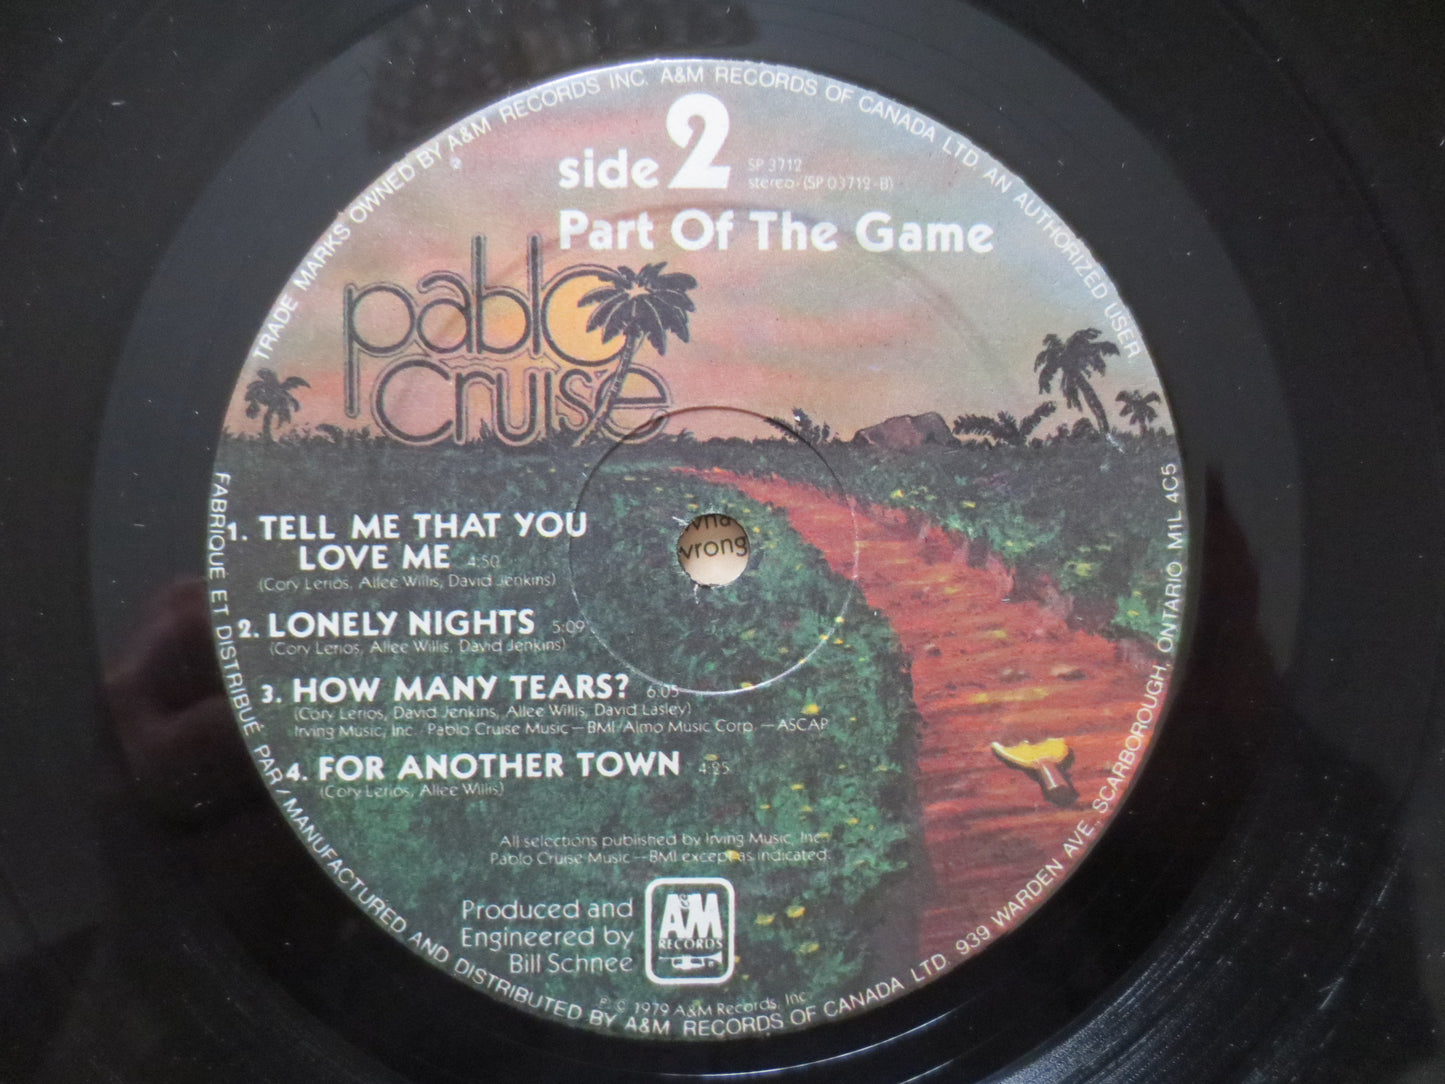 side 2
SP 3712
stereo (SP 03712-B)
Part Of The Game
pablo
cruise
1. TELL ME THAT YOU
LOVE ME 4:50
(Cory Lerios, Allee Willis, David Jenkins)
2. LONELY NIGHTS 5:09
(Cory Lerios, Allee Willis, David Jenkins)
3. HOW MANY TEARS? 6:05
(Cory Lerios, David Jenkins, Allee Willis, David Lasley)
Irving Music, Inc./Pablo Cruise Music—BMI/Almo Music Corp.—ASCAP
4. FOR ANOTHER TOWN 4:25
(Cory Lerios, Allee Willis)
All selections published by Irving Music, Inc./
Pablo Cruise Music—BMI except as indicated.
Produced and
Engineered by
Bill Schnee
A&M
RECORDS
℗ © 1979 A&M Records, Inc.
TRADE MARKS OWNED BY A&M RECORDS INC. A&M RECORDS OF CANADA LTD. AN AUTHORIZED USER
FABRIQUÉ ET DISTRIBUÉ PAR / MANUFACTURED AND DISTRIBUTED BY A&M RECORDS OF CANADA LTD. 939 WARDEN AVE., SCARBOROUGH, ONTARIO M1L 4C5
wrong